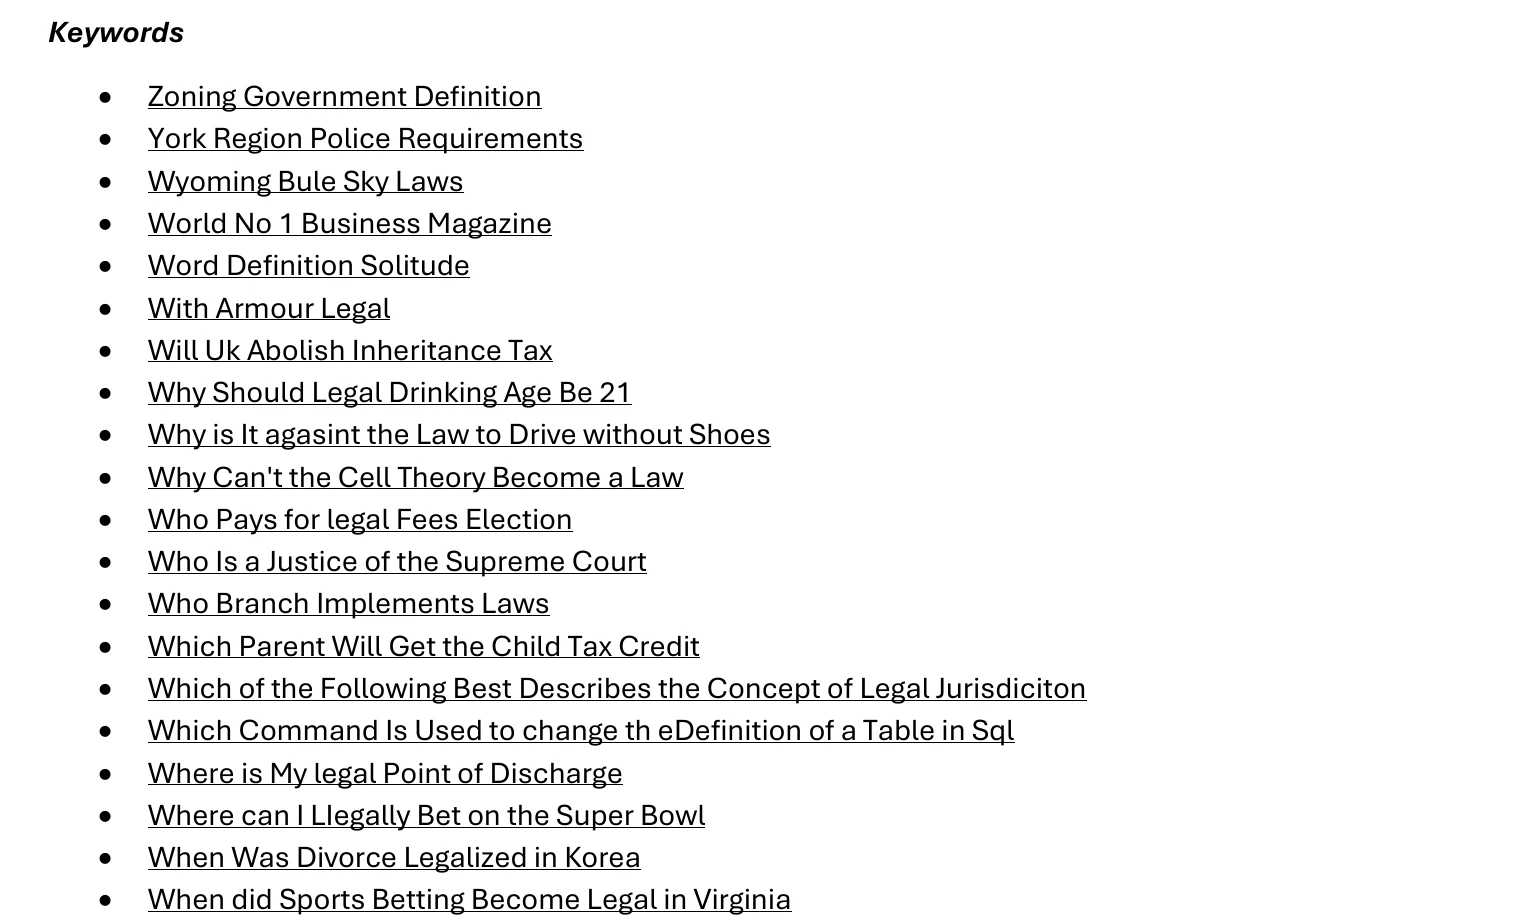 Keywords
• Zoning Government Definition
• York Region Police Requirements
• Wyoming Bule Sky Laws
• World No 1 Business Magazine
• Word Definition Solitude
• With Armour Legal
• Will Uk Abolish Inheritance Tax
• Why Should Legal Drinking Age Be 21
• Why is It agasint the Law to Drive without Shoes
• Why Can't the Cell Theory Become a Law
• Who Pays for legal Fees Election
• Who Is a Justice of the Supreme Court
• Who Branch Implements Laws
• Which Parent Will Get the Child Tax Credit
• Which of the Following Best Describes the Concept of Legal Jurisdiciton
• Which Command Is Used to change th eDefinition of a Table in Sql
• Where is My legal Point of Discharge
• Where can I LIegally Bet on the Super Bowl
• When Was Divorce Legalized in Korea
• When did Sports Betting Become Legal in Virginia